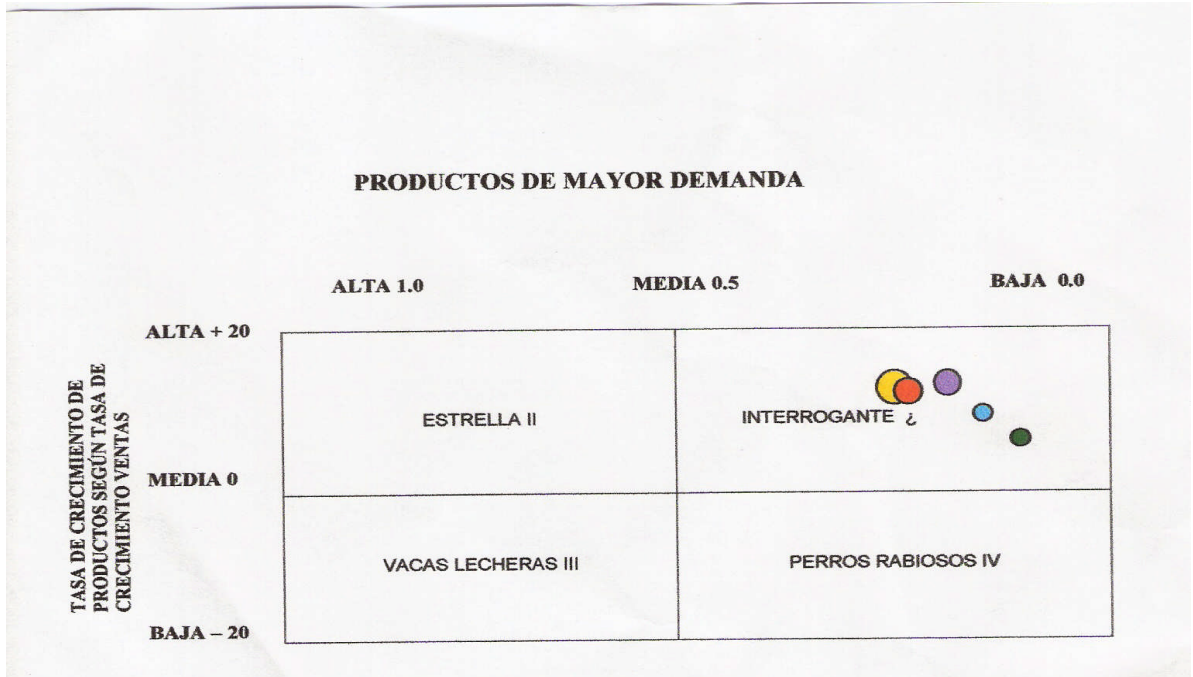 PRODUCTOS DE MAYOR DEMANDA
ALTA 1.0 MEDIA 0.5 BAJA 0.0
ALTA + 20
TASA DE CRECIMIENTO DE
PRODUCTOS SEGÚN TASA DE
CRECIMIENTO VENTAS
ESTRELLA II INTERROGANTE ¿
MEDIA 0
VACAS LECHERAS III PERROS RABIOSOS IV
BAJA – 20